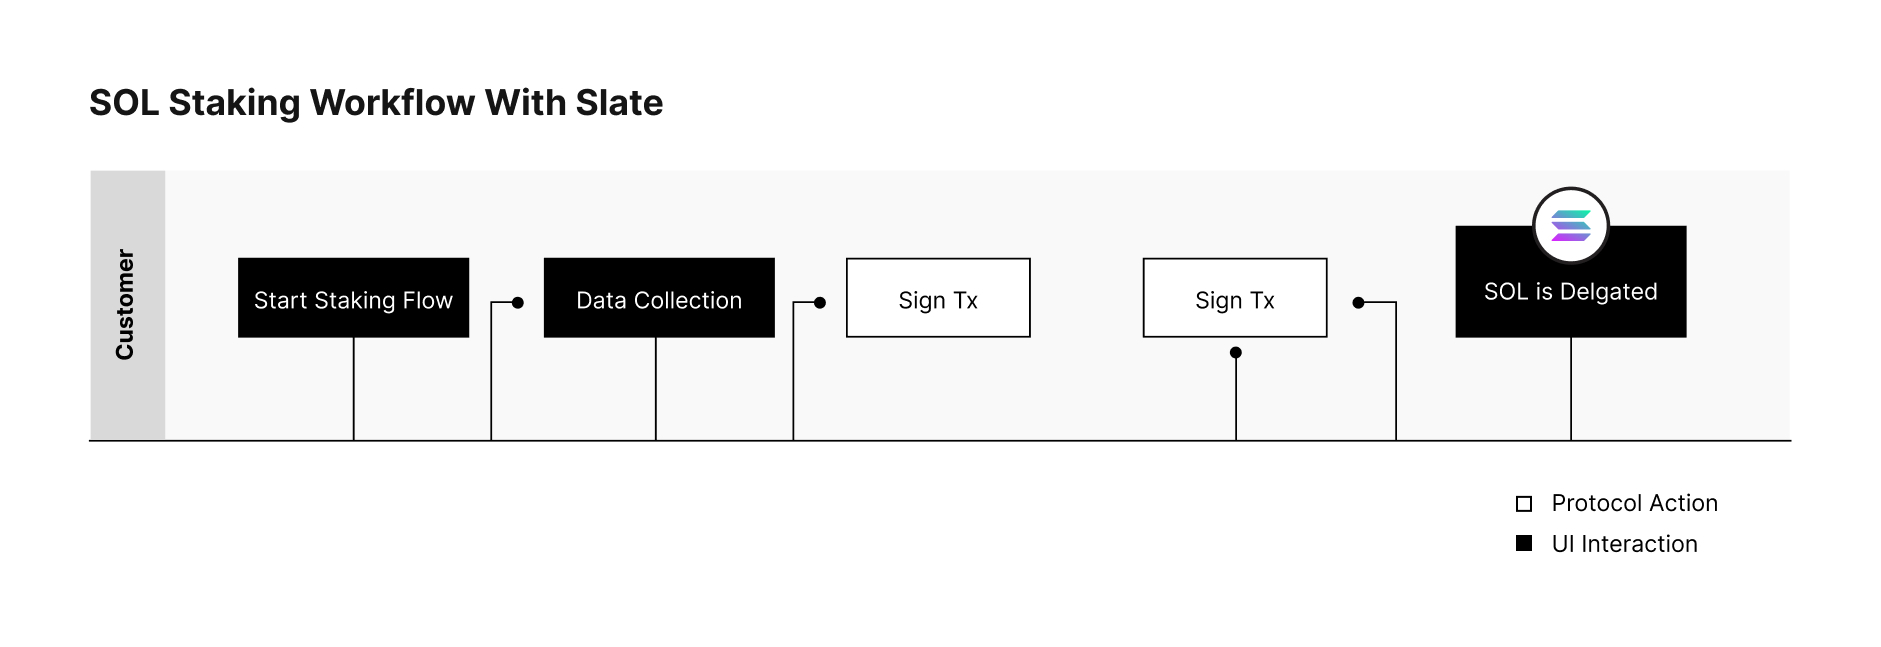 SOL Staking Workflow With Slate
Customer
Start Staking Flow
Data Collection
Sign Tx
Sign Tx
SOL is Delgated
Protocol Action
UI Interaction